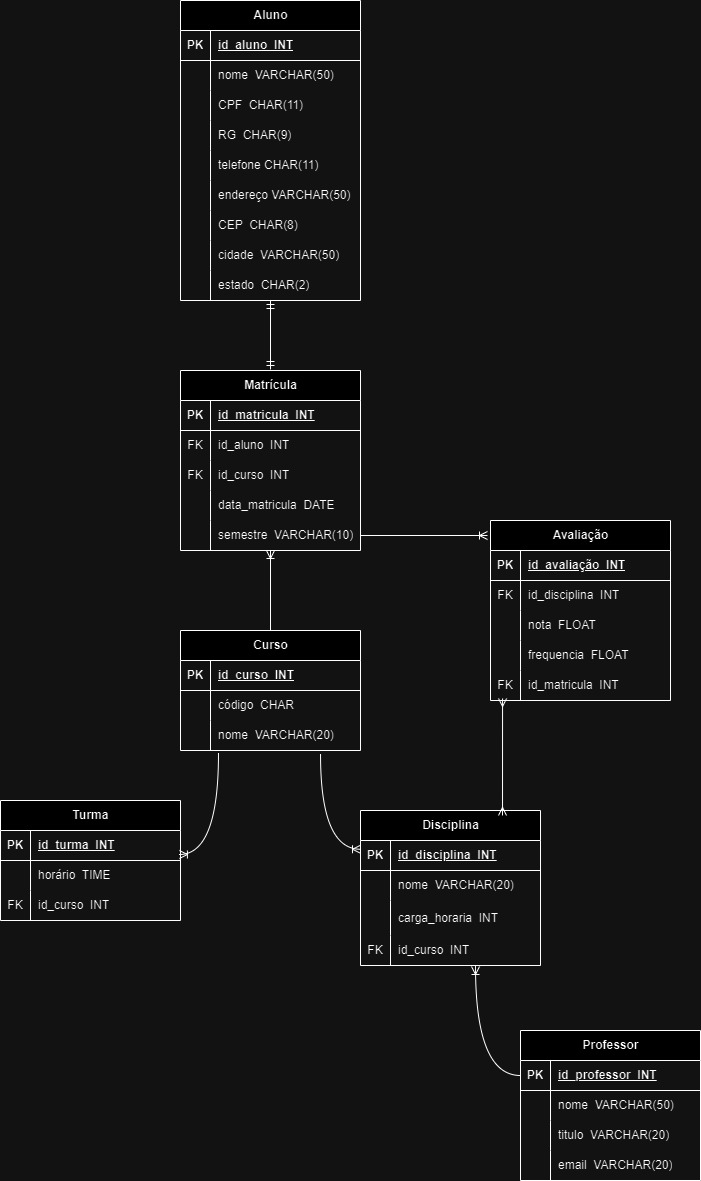 Aluno
PK id_aluno INT
nome VARCHAR(50)
CPF CHAR(11)
RG CHAR(9)
telefone CHAR(11)
endereço VARCHAR(50)
CEP CHAR(8)
cidade VARCHAR(50)
estado CHAR(2)
Matrícula
PK id_matricula INT
FK id_aluno INT
FK id_curso INT
data_matricula DATE
semestre VARCHAR(10)
Avaliação
PK id_avaliação INT
FK id_disciplina INT
nota FLOAT
frequencia FLOAT
FK id_matricula INT
Curso
PK id_curso INT
código CHAR
nome VARCHAR(20)
Turma
PK id_turma INT
horário TIME
FK id_curso INT
Disciplina
PK id_disciplina INT
nome VARCHAR(20)
carga_horaria INT
FK id_curso INT
Professor
PK id_professor INT
nome VARCHAR(50)
titulo VARCHAR(20)
email VARCHAR(20)